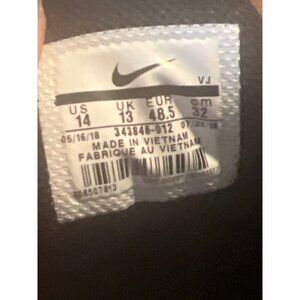 VJ
US UK EUR cm
14 13 48.5 32
05/16/18 343846-012
MADE IN VIETNAM
FABRIQUE AU VIETNAM